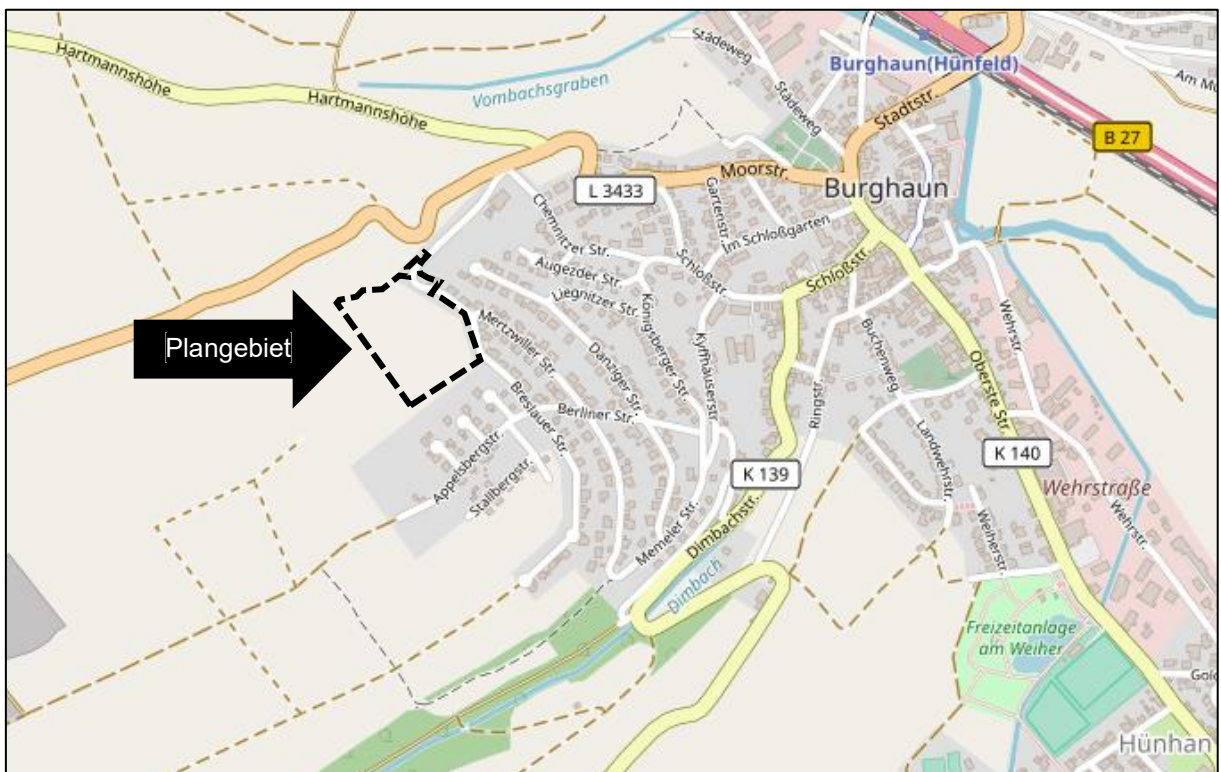 Hartmannshöhe
Hartmannshöhe
Vombachsgraben
Städeweg
Städeweg
Burghaun(Hünfeld)
Stadtstr.
B 27
L 3433
Moorstr.
Burghaun
Gartenstr.
Im Schloßgarten
Chemnitzer Str.
Augezder Str.
Liegnitzer Str.
Schloßstr.
Schloßstr.
Königsberger Str.
Kyffhäuserstr.
Mertzwiller Str.
Danziger Str.
Plangebiet
Breslauer Str.
Berliner Str.
Appelsbergstr.
Stallbergstr.
Memeler Str.
K 139
Dimbachstr.
Dimbach
Ringstr.
Buchenweg
Landwehrstr.
Weiherstr.
Wehrstr.
Oberste Str.
K 140
Wehrstraße
Wehrstr.
Freizeitanlage
am Weiher
Hünhan